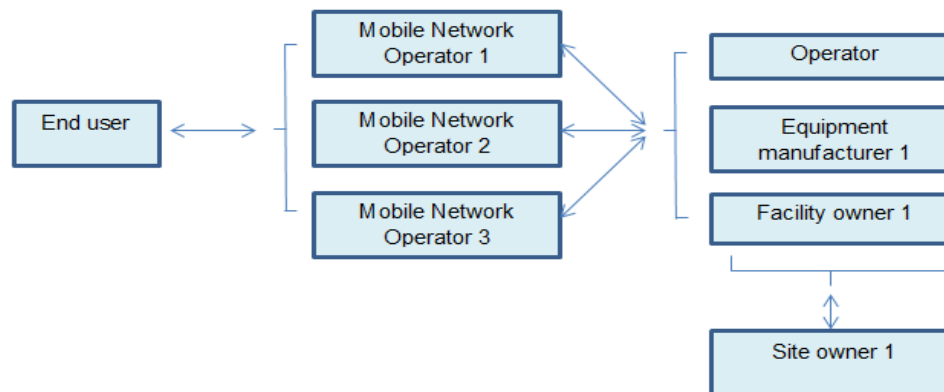 End user
Mobile Network
Operator 1
Mobile Network
Operator 2
Mobile Network
Operator 3
Operator
Equipment
manufacturer 1
Facility owner 1
Site owner 1